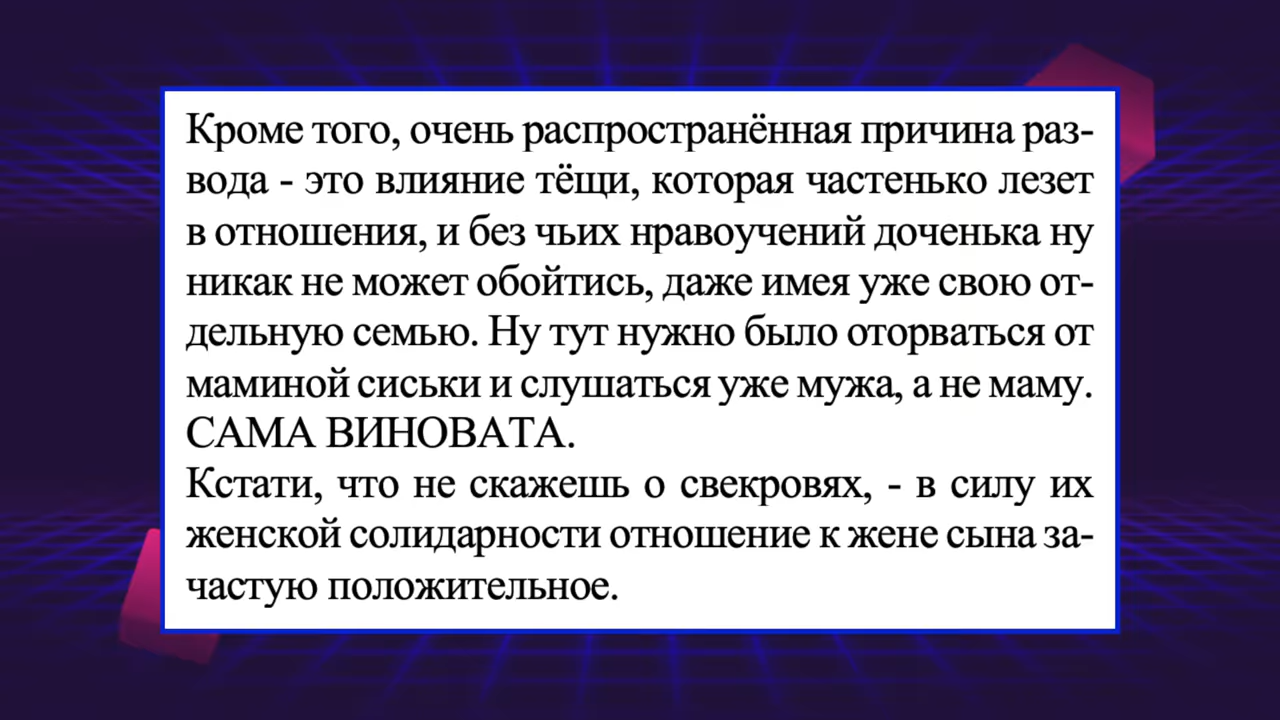 Кроме того, очень распространённая причина раз-
вода - это влияние тёщи, которая частенько лезет
в отношения, и без чьих нравоучений доченька ну
никак не может обойтись, даже имея уже свою от-
дельную семью. Ну тут нужно было оторваться от
маминой сиськи и слушаться уже мужа, а не маму.
САМА ВИНОВАТА.
Кстати, что не скажешь о свекровях, - в силу их
женской солидарности отношение к жене сына за-
частую положительное.